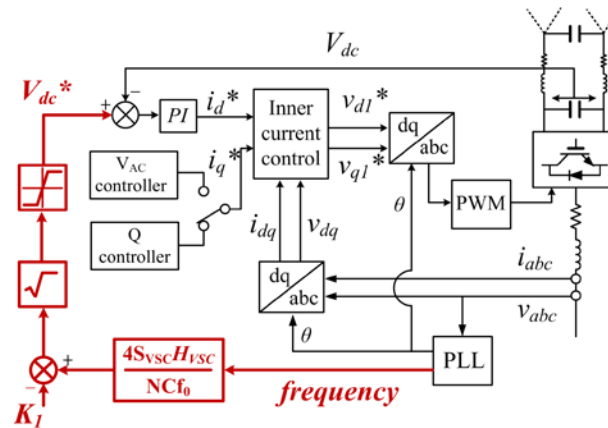 V_dc
V_dc*
+
−
PI
i_d*
Inner
current
control
v_d1*
v_q1*
dq
abc
V_AC
controller
i_q*
Q
controller
PWM
θ
i_dq
v_dq
√
dq
abc
i_abc
v_abc
θ
PLL
4S_VSC H_VSC
NCf_0
+
−
K_1
frequency